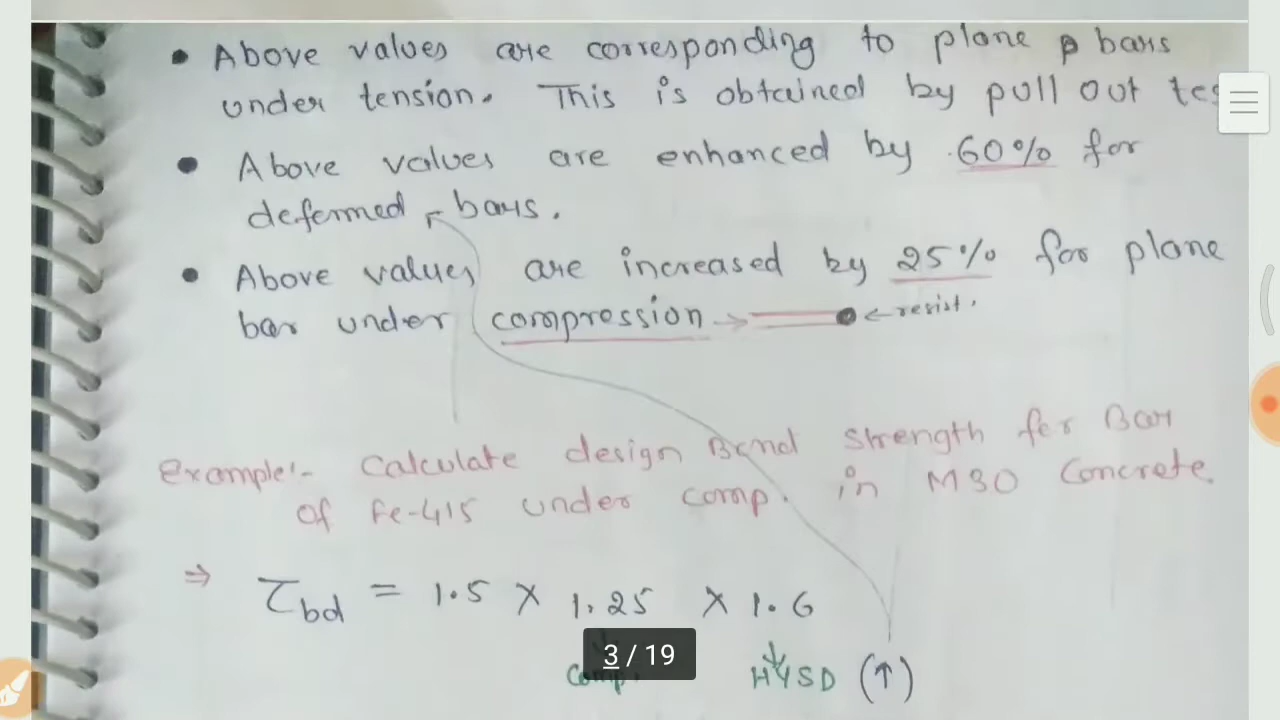 • Above values are corresponding to plane bars
under tension. This is obtained by pull out tes
• Above values are enhanced by 60% for
deformed bars.
• Above values are increased by 25% for plane
bar under compression → ← resist.
example:- Calculate design Bond strength for Bar
of Fe-415 under comp. in M30 Concrete
⇒ τbd = 1.5 × 1.25 × 1.6
comp. HYSD (↑)
3 / 19